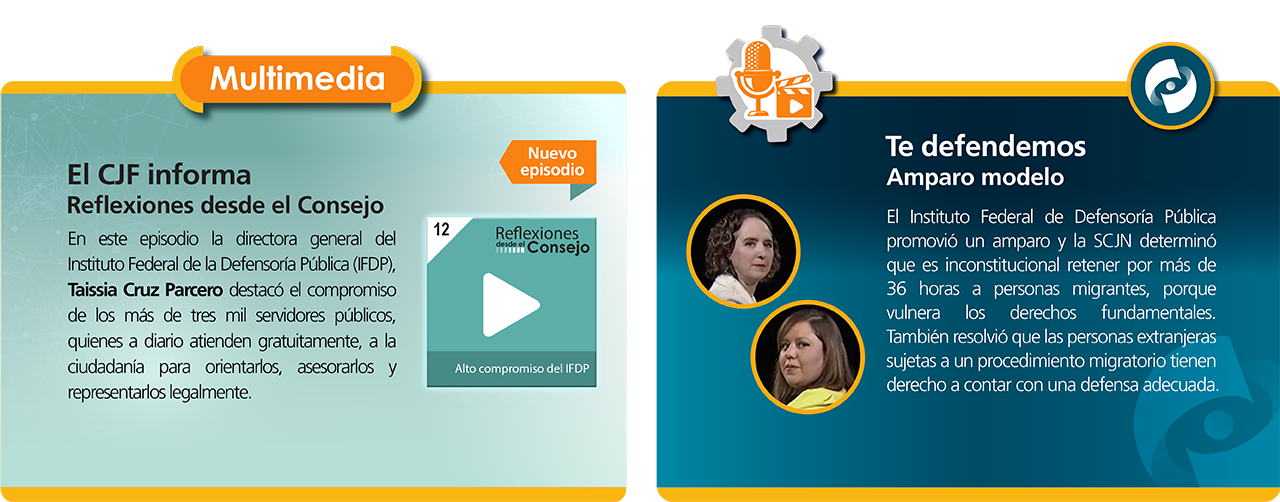 Multimedia
El CJF informa
Reflexiones desde el Consejo
En este episodio la directora general del
Instituto Federal de la Defensoría Pública (IFDP),
Taissia Cruz Parcero destacó el compromiso
de los más de tres mil servidores públicos,
quienes a diario atienden gratuitamente, a la
ciudadanía para orientarlos, asesorarlos y
representarlos legalmente.
Nuevo
episodio
12
Reflexiones
desde el Consejo
Alto compromiso del IFDP
Te defendemos
Amparo modelo
El Instituto Federal de Defensoría Pública
promovió un amparo y la SCJN determinó
que es inconstitucional retener por más de
36 horas a personas migrantes, porque
vulnera los derechos fundamentales.
También resolvió que las personas extranjeras
sujetas a un procedimiento migratorio tienen
derecho a contar con una defensa adecuada.